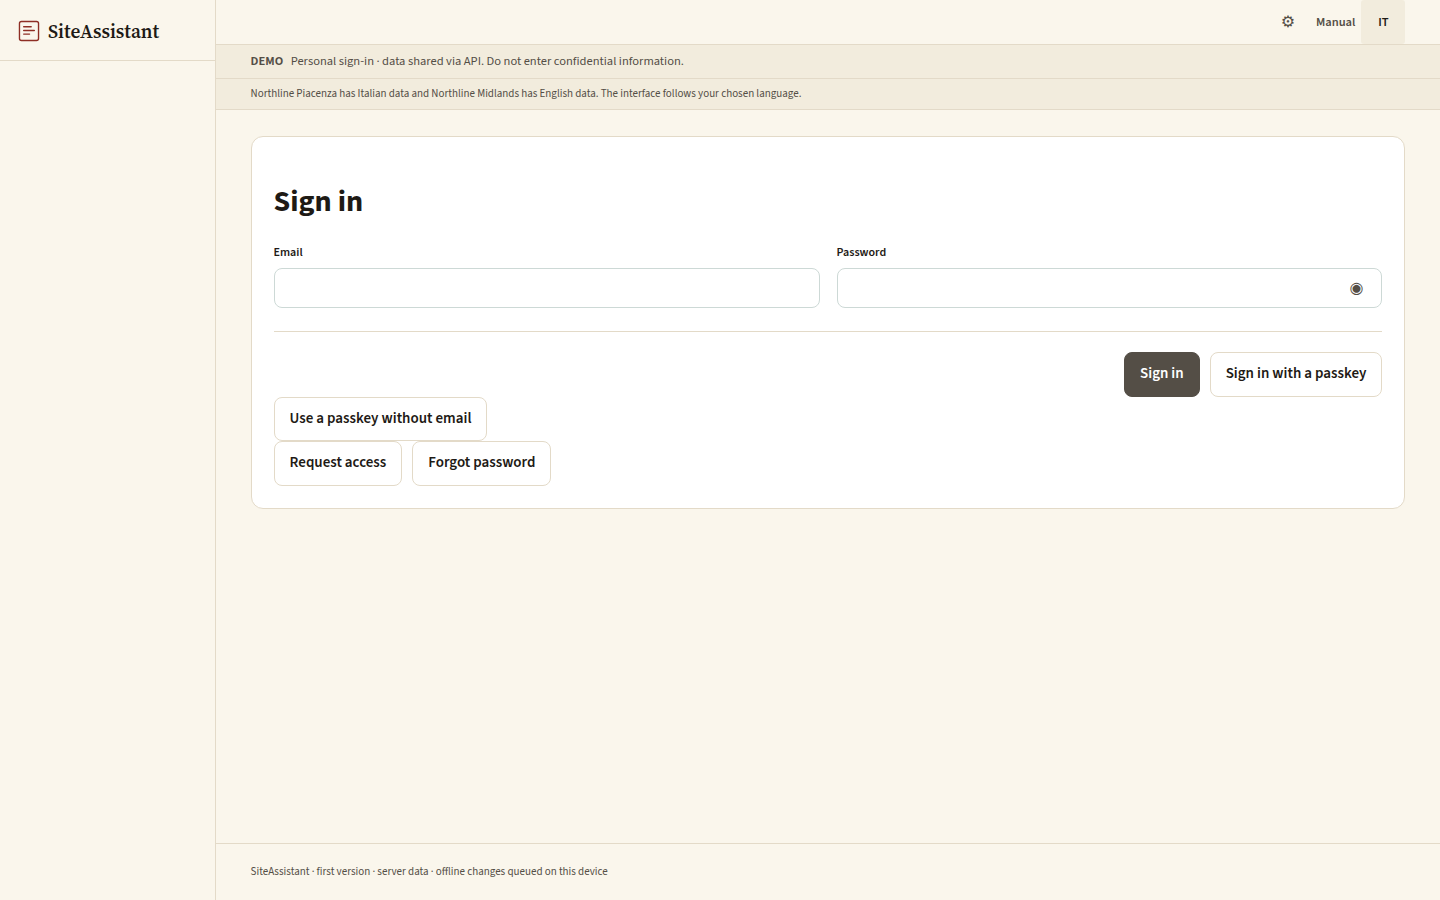 SiteAssistant
Manual
IT
DEMO Personal sign-in · data shared via API. Do not enter confidential information.
Northline Piacenza has Italian data and Northline Midlands has English data. The interface follows your chosen language.
Sign in
Email
Password
Sign in
Sign in with a passkey
Use a passkey without email
Request access
Forgot password
SiteAssistant · first version · server data · offline changes queued on this device